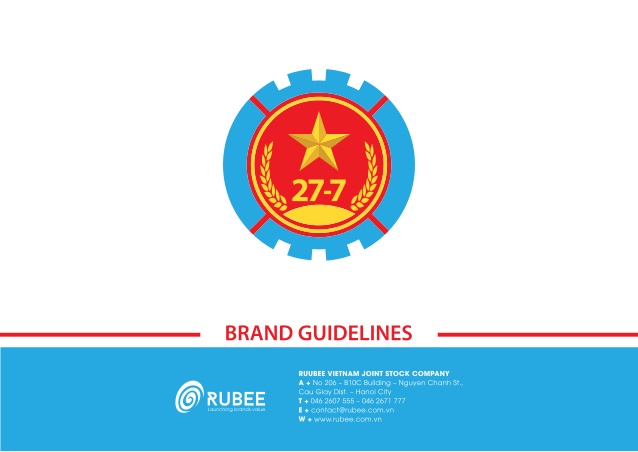 27-7
BRAND GUIDELINES
RUUBEE VIETNAM JOINT STOCK COMPANY
A + No 206 – B10C Building – Nguyen Chanh St.,
Cau Giay Dist. – Hanoi City
T + 046 2607 555 – 046 2671 777
E + contact@rubee.com.vn
W + www.rubee.com.vn
RUBEE
Launching brands value